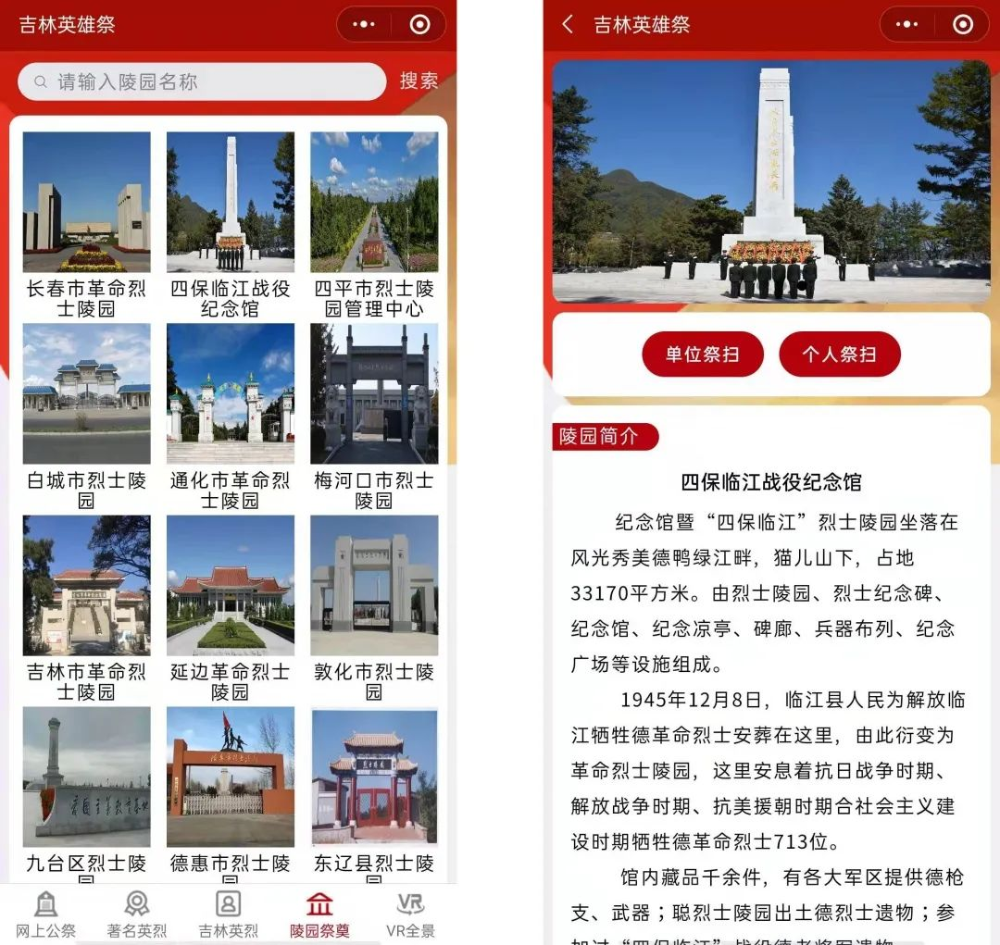 吉林英雄祭
请输入陵园名称
搜索
长春市革命烈
士陵园
四保临江战役
纪念馆
四平市烈士陵
园管理中心
白城市烈士陵
园
通化市革命烈
士陵园
梅河口市烈士
陵园
吉林市革命烈
士陵园
延边革命烈士
陵园
敦化市烈士陵
园
九台区烈士陵
园
德惠市烈士陵
园
东辽县烈士陵
网上公祭
著名英烈
吉林英烈
陵园祭奠
VR
VR全景
吉林英雄祭
单位祭扫
个人祭扫
陵园简介
四保临江战役纪念馆
纪念馆暨“四保临江”烈士陵园坐落在
风光秀美德鸭绿江畔，猫儿山下，占地
33170平方米。由烈士陵园、烈士纪念碑、
纪念馆、纪念凉亭、碑廊、兵器布列、纪念
广场等设施组成。
1945年12月8日，临江县人民为解放临
江牺牲德革命烈士安葬在这里，由此衍变为
革命烈士陵园，这里安息着抗日战争时期、
解放战争时期、抗美援朝时期合社会主义建
设时期牺牲德革命烈士713位。
馆内藏品千余件，有各大军区提供德枪
支、武器；聪烈士陵园出土德烈士遗物；参
加过“四保临江”战役德老将军遗物